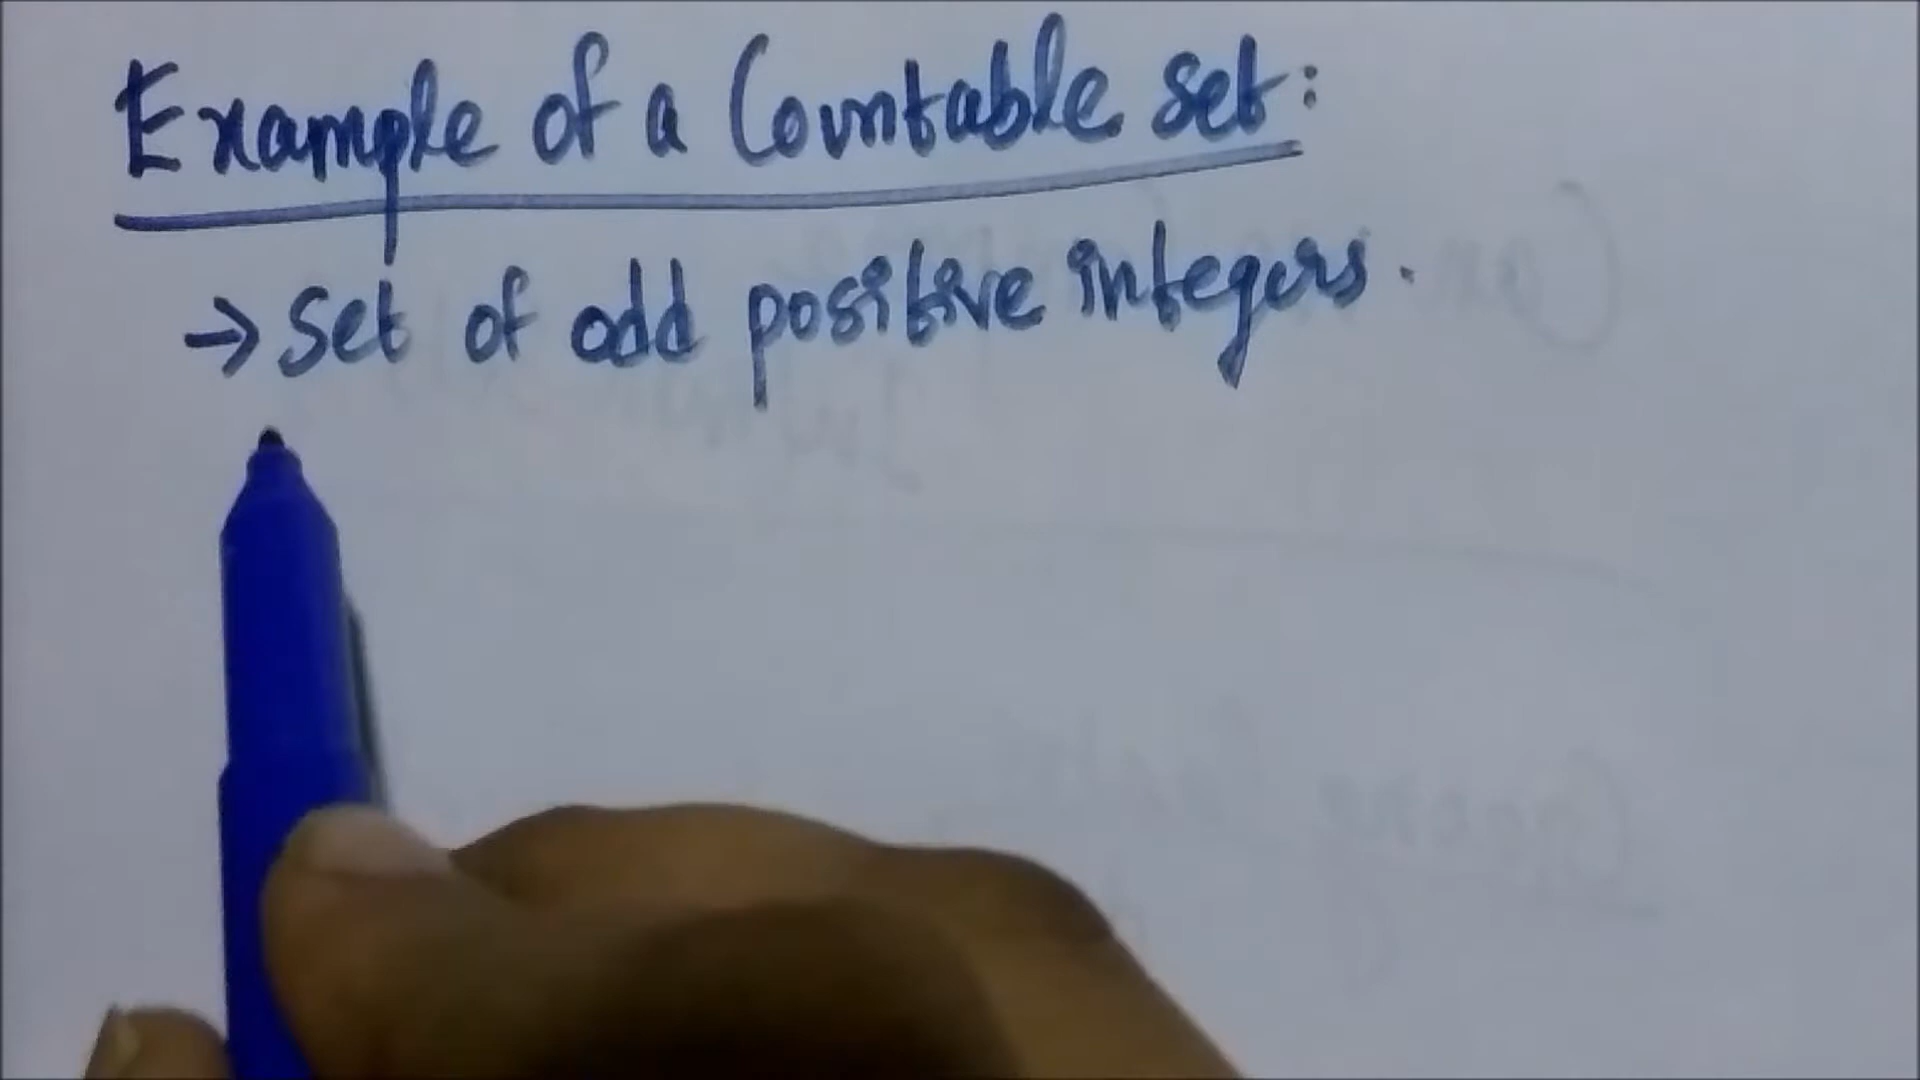 Example of a Countable set:
→ Set of odd positive integers.